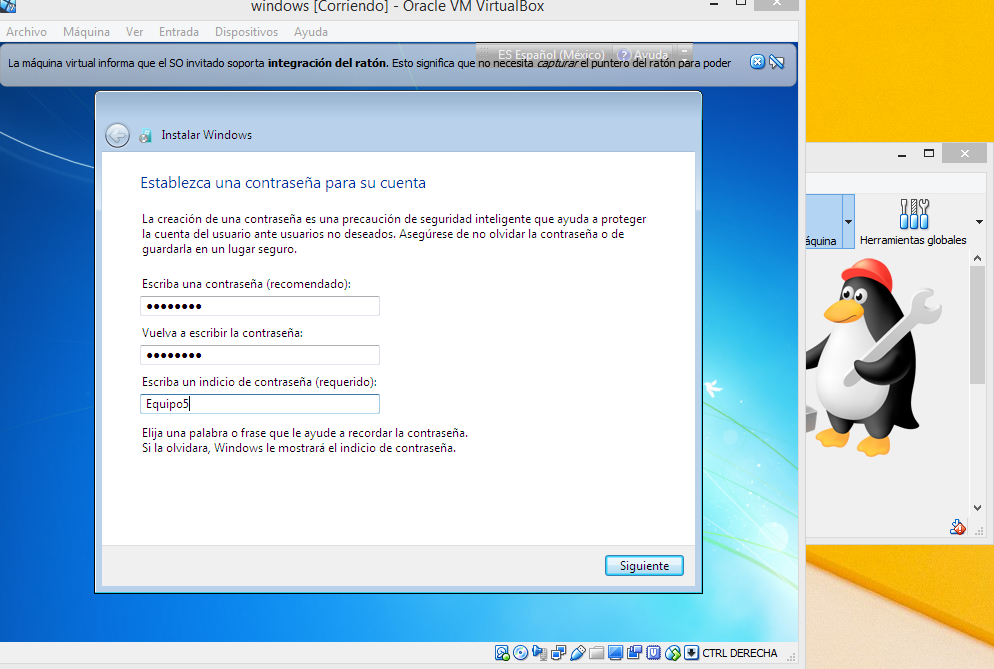 windows [Corriendo] - Oracle VM VirtualBox
Archivo Máquina Ver Entrada Dispositivos Ayuda
ES Español (México) ? Ayuda
La máquina virtual informa que el SO invitado soporta integración del ratón. Esto significa que no necesita capturar el puntero del ratón para poder
Instalar Windows
Establezca una contraseña para su cuenta
La creación de una contraseña es una precaución de seguridad inteligente que ayuda a proteger
la cuenta del usuario ante usuarios no deseados. Asegúrese de no olvidar la contraseña o de
guardarla en un lugar seguro.
Escriba una contraseña (recomendado):
●●●●●●●●
Vuelva a escribir la contraseña:
●●●●●●●●
Escriba un indicio de contraseña (requerido):
Equipo5
Elija una palabra o frase que le ayude a recordar la contraseña.
Si la olvidara, Windows le mostrará el indicio de contraseña.
Siguiente
CTRL DERECHA
áquina Herramientas globales